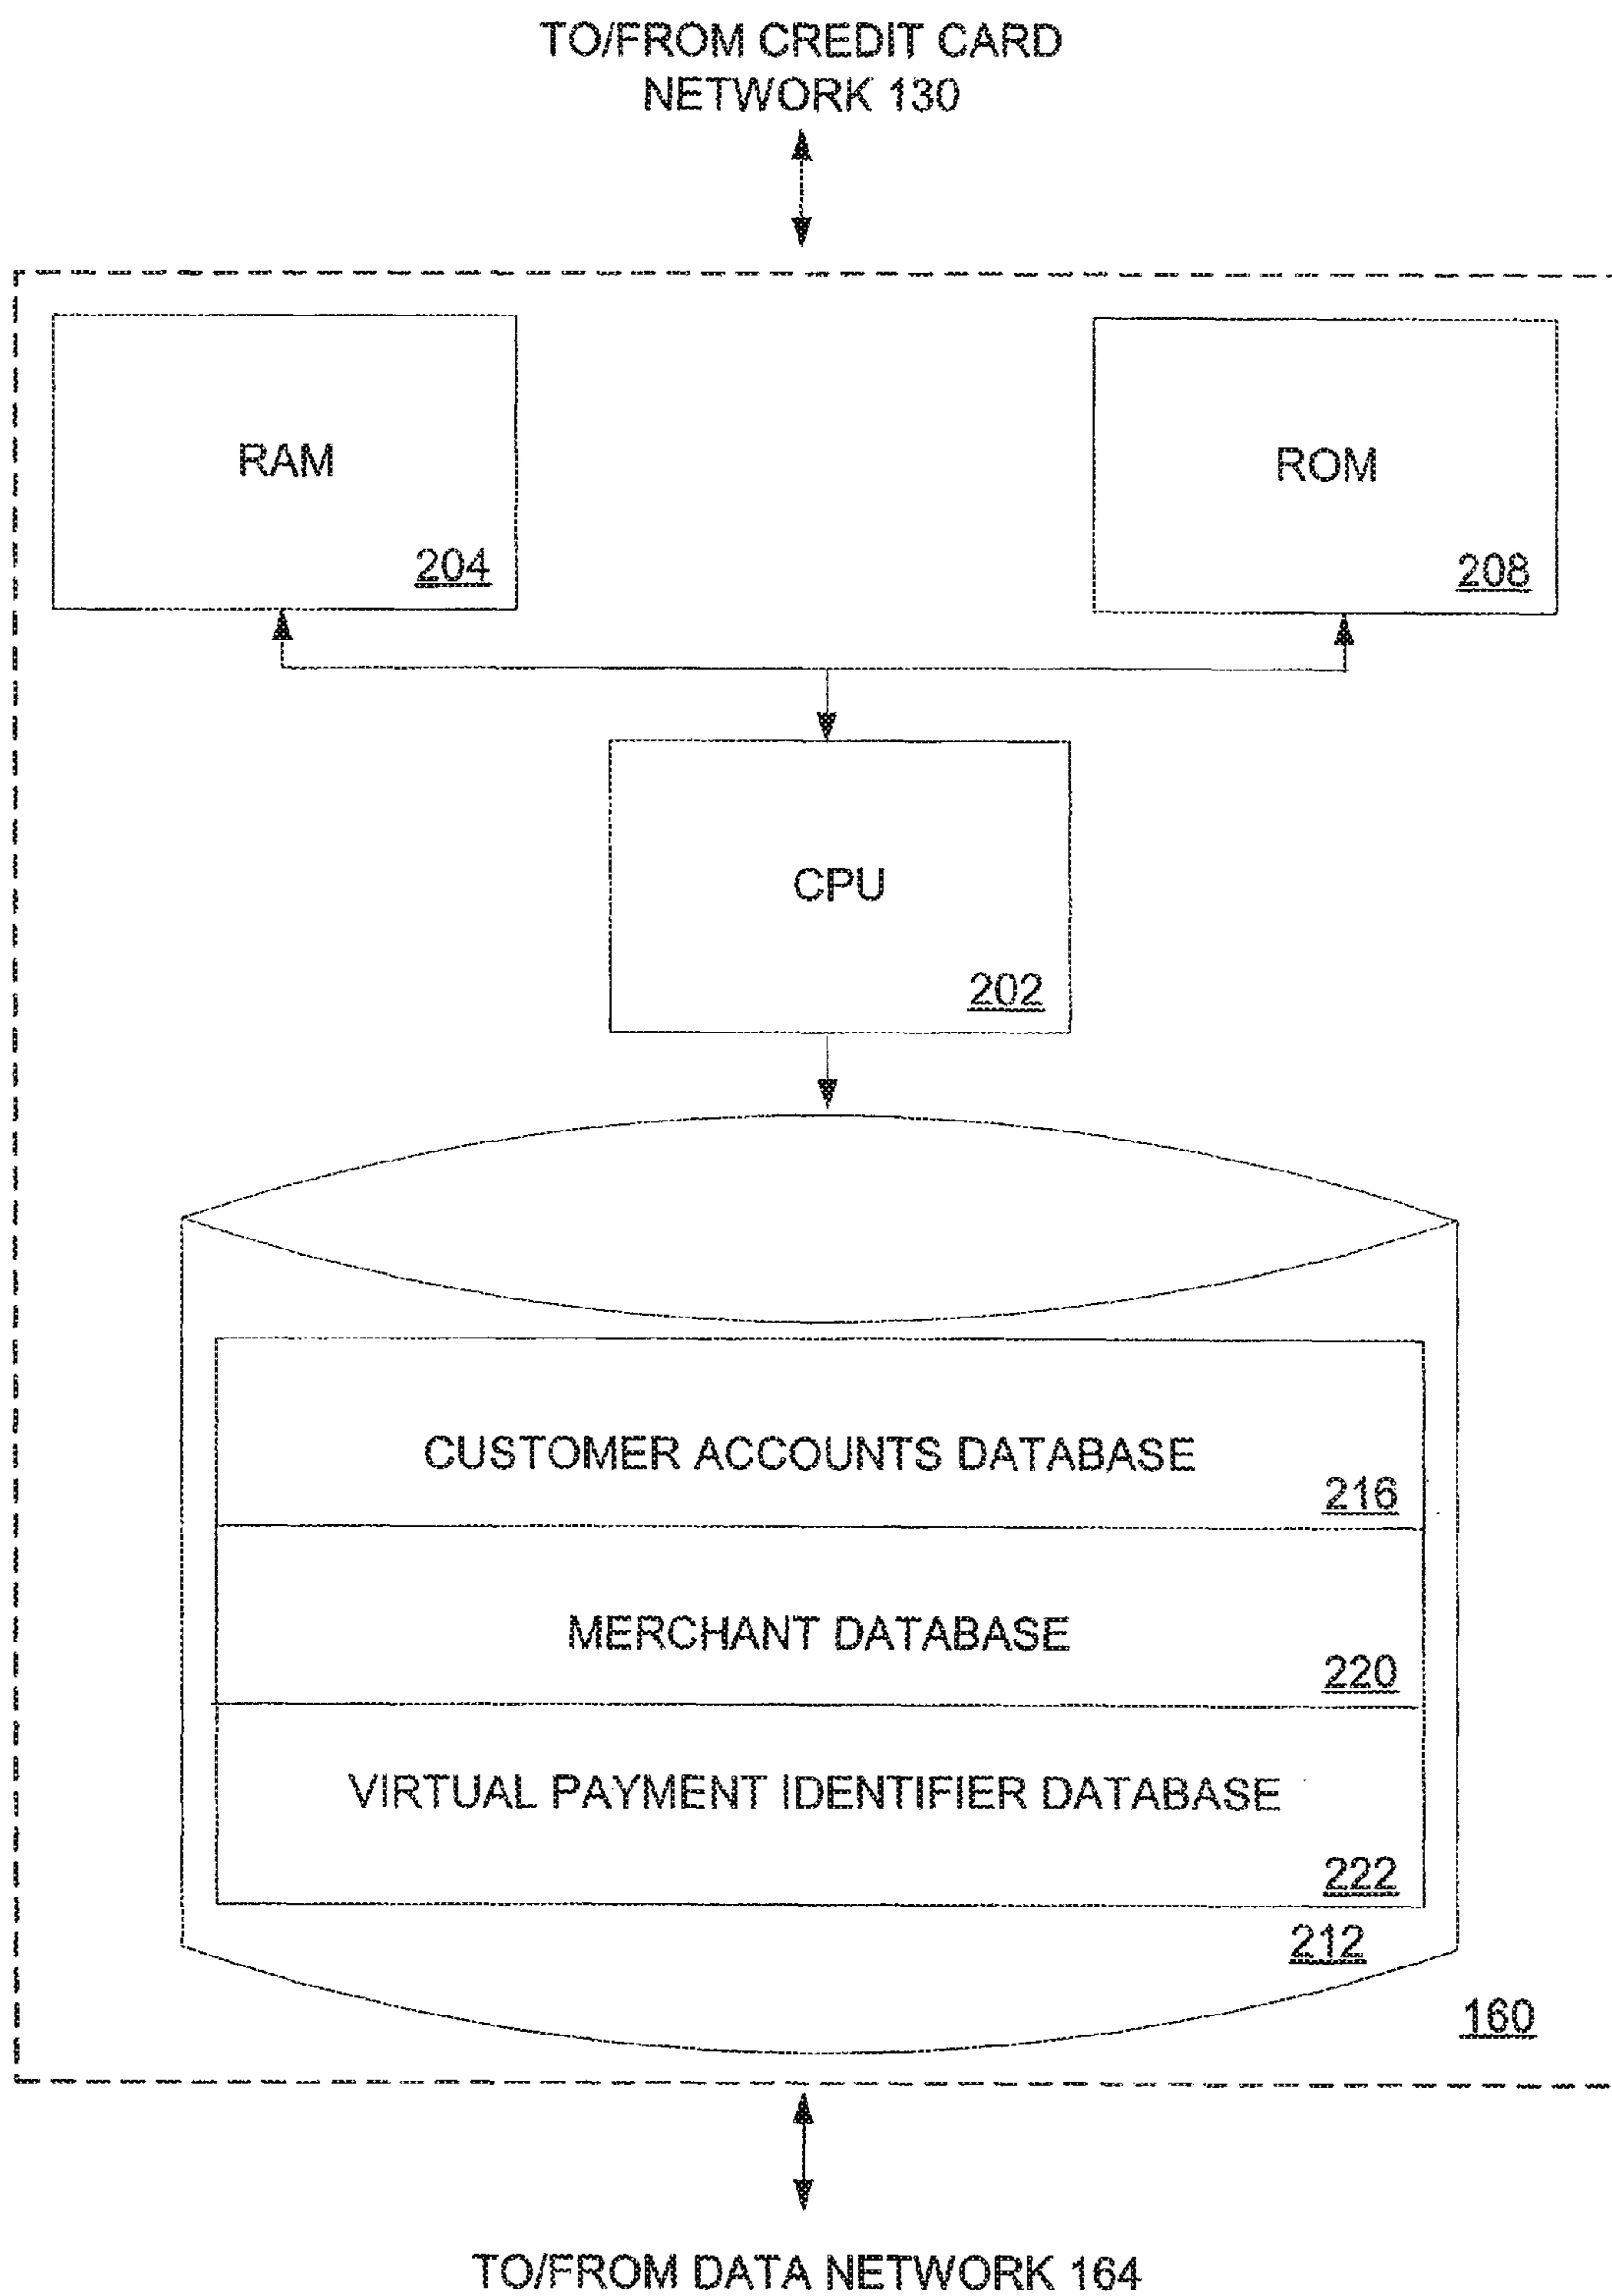 TO/FROM CREDIT CARD
NETWORK 130
RAM
204
ROM
208
CPU
202
CUSTOMER ACCOUNTS DATABASE
216
MERCHANT DATABASE
220
VIRTUAL PAYMENT IDENTIFIER DATABASE
222
212
160
TO/FROM DATA NETWORK 164